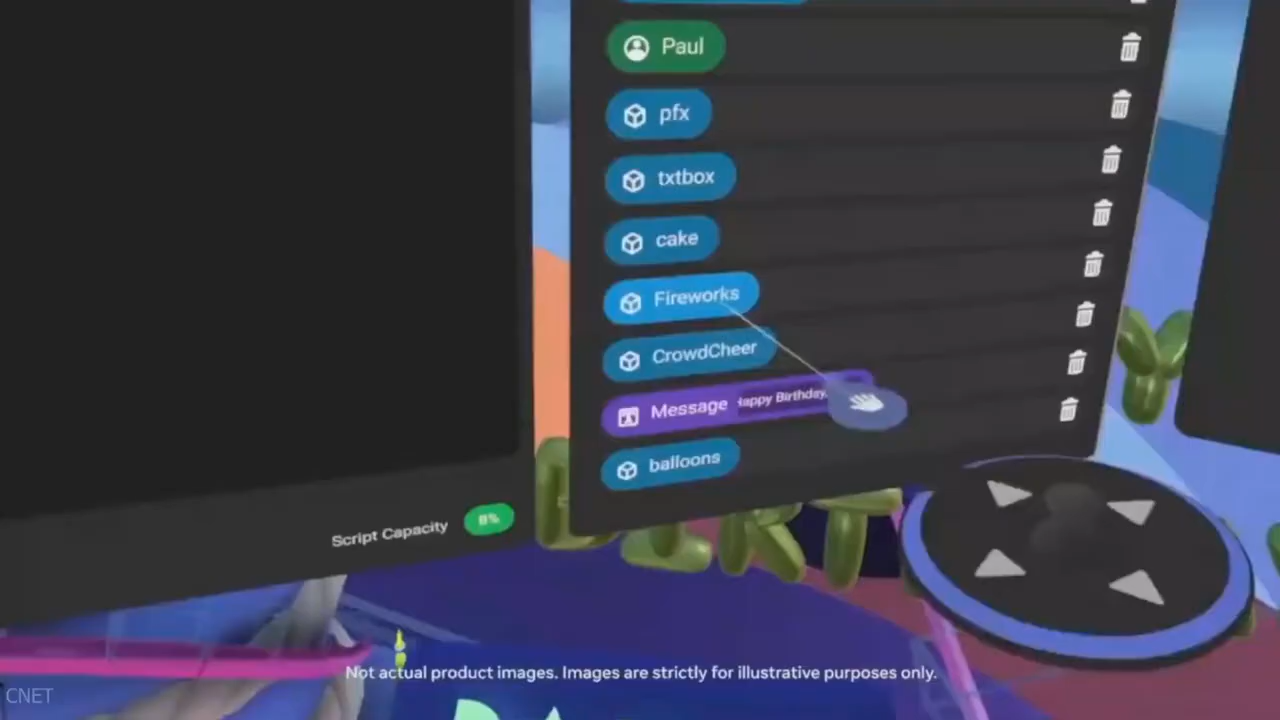 Paul
pfx
txtbox
cake
Fireworks
CrowdCheer
Message Happy Birthday,
balloons
Script Capacity 8%
Not actual product images. Images are strictly for illustrative purposes only.
CNET